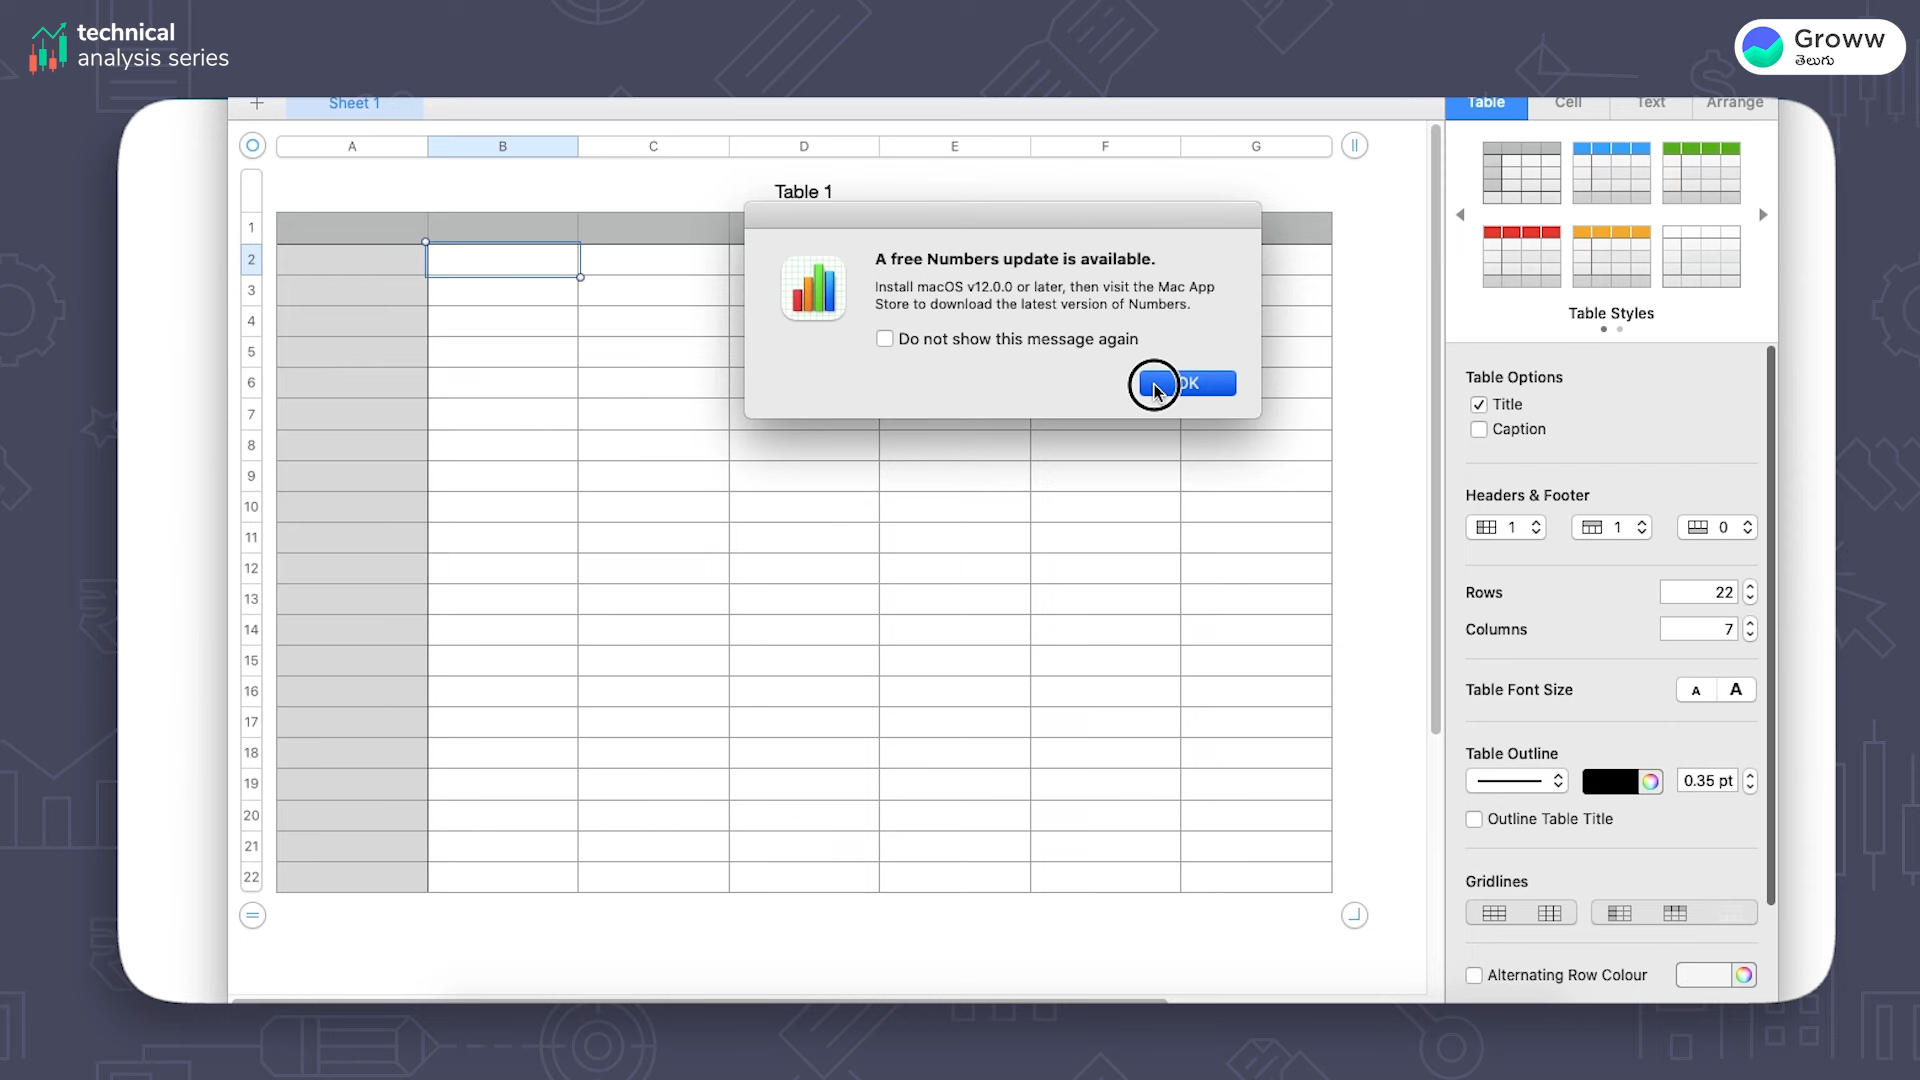 technical
analysis series
Groww
తెలుగు
Sheet 1
Table
Cell
Text
Arrange
A
B
C
D
E
F
G
Table 1
1
2
3
4
5
6
7
8
9
10
11
12
13
14
15
16
17
18
19
20
21
22
A free Numbers update is available.
Install macOS v12.0.0 or later, then visit the Mac App
Store to download the latest version of Numbers.
Do not show this message again
OK
Table Styles
Table Options
Title
Caption
Headers & Footer
1
1
0
Rows
22
Columns
7
Table Font Size
A
A
Table Outline
0.35 pt
Outline Table Title
Gridlines
Alternating Row Colour